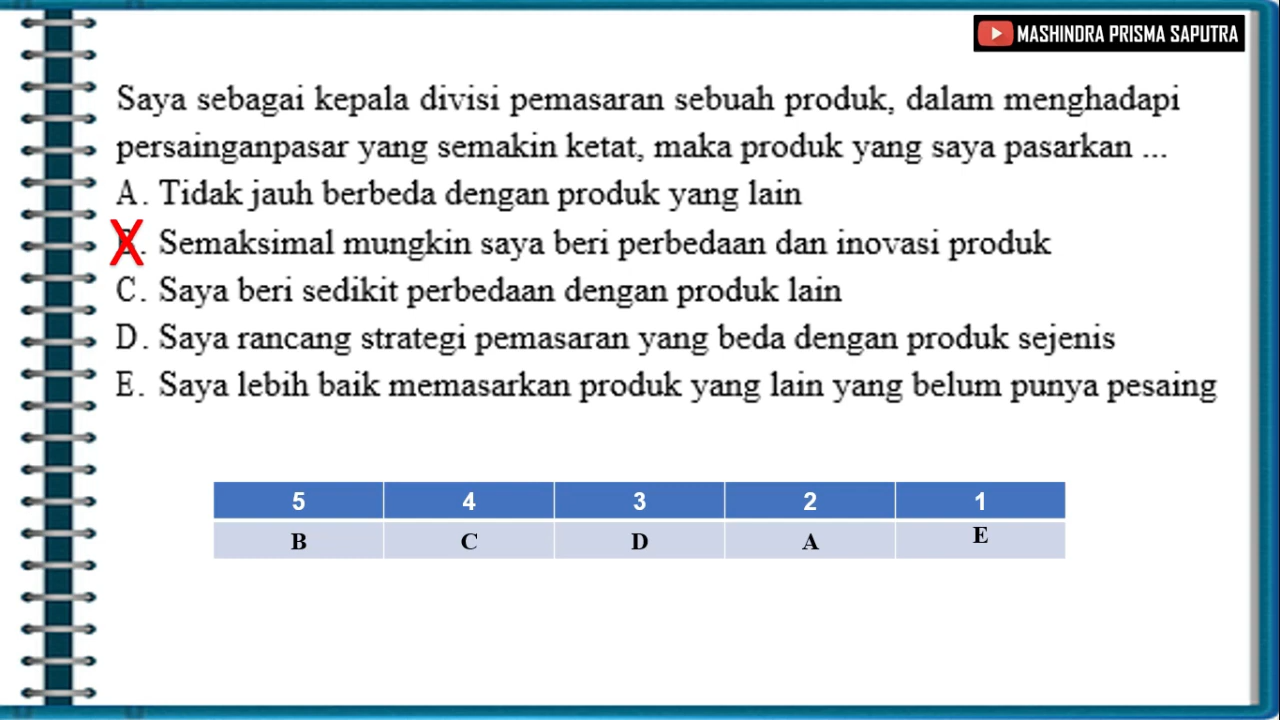 MASHINDRA PRISMA SAPUTRA
Saya sebagai kepala divisi pemasaran sebuah produk, dalam menghadapi
persainganpasar yang semakin ketat, maka produk yang saya pasarkan ...
A. Tidak jauh berbeda dengan produk yang lain
B. Semaksimal mungkin saya beri perbedaan dan inovasi produk
C. Saya beri sedikit perbedaan dengan produk lain
D. Saya rancang strategi pemasaran yang beda dengan produk sejenis
E. Saya lebih baik memasarkan produk yang lain yang belum punya pesaing
5 4 3 2 1
B C D A E